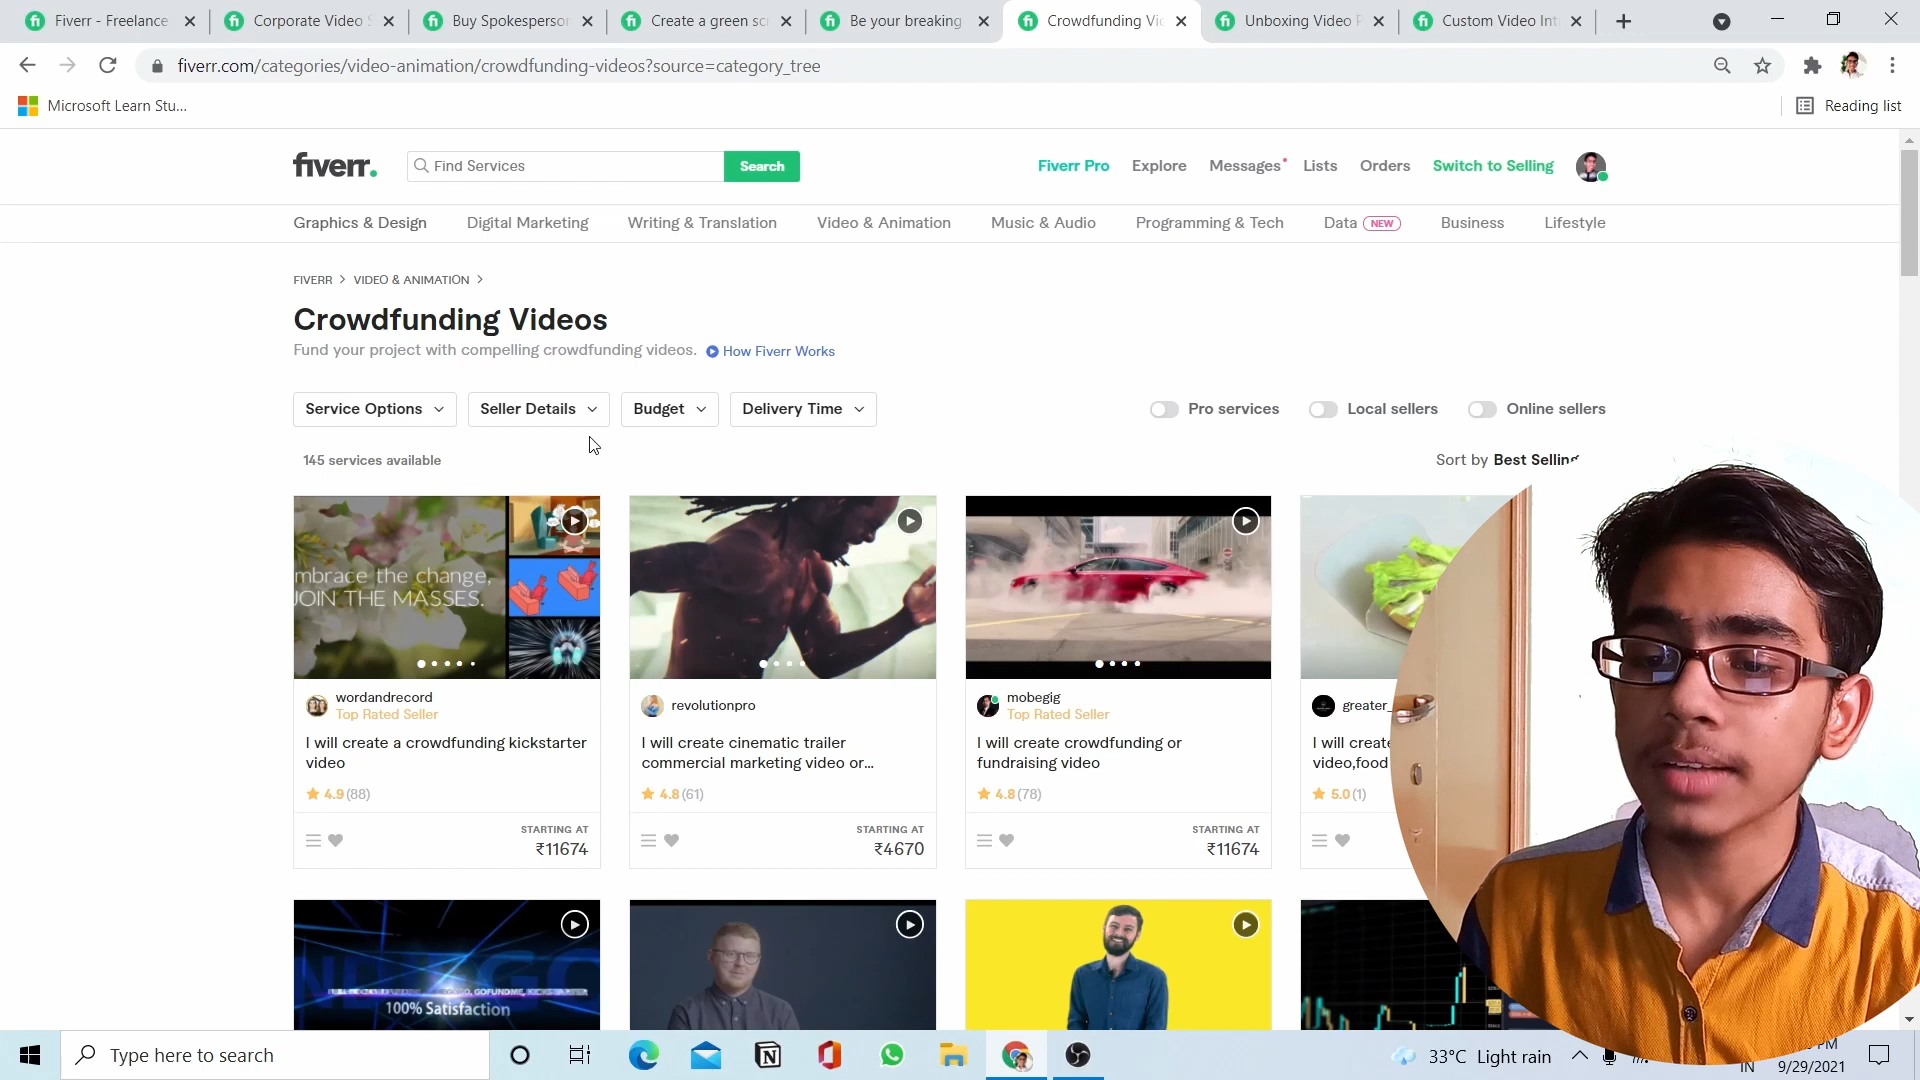 Fiverr - Freelance
Corporate Video S
Buy Spokesperson
Create a green scr
Be your breaking
Crowdfunding Vid
Unboxing Video P
Custom Video Int
fiverr.com/categories/video-animation/crowdfunding-videos?source=category_tree
Microsoft Learn Stu...
Reading list
fiverr.
Find Services
Search
Fiverr Pro
Explore
Messages
Lists
Orders
Switch to Selling
Graphics & Design
Digital Marketing
Writing & Translation
Video & Animation
Music & Audio
Programming & Tech
Data NEW
Business
Lifestyle
FIVERR > VIDEO & ANIMATION >
Crowdfunding Videos
Fund your project with compelling crowdfunding videos.
How Fiverr Works
Service Options
Seller Details
Budget
Delivery Time
Pro services
Local sellers
Online sellers
145 services available
Sort by Best Selling
mbrace the change,
JOIN THE MASSES.
wordandrecord
Top Rated Seller
I will create a crowdfunding kickstarter
video
4.9 (88)
STARTING AT
₹11674
revolutionpro
I will create cinematic trailer
commercial marketing video or...
4.8 (61)
STARTING AT
₹4670
mobegig
Top Rated Seller
I will create crowdfunding or
fundraising video
4.8 (78)
STARTING AT
₹11674
greater_
I will create
video,food
5.0 (1)
GOFUNDME, KICKSTARTER
100% Satisfaction
Type here to search
33°C Light rain
PM
IN
9/29/2021